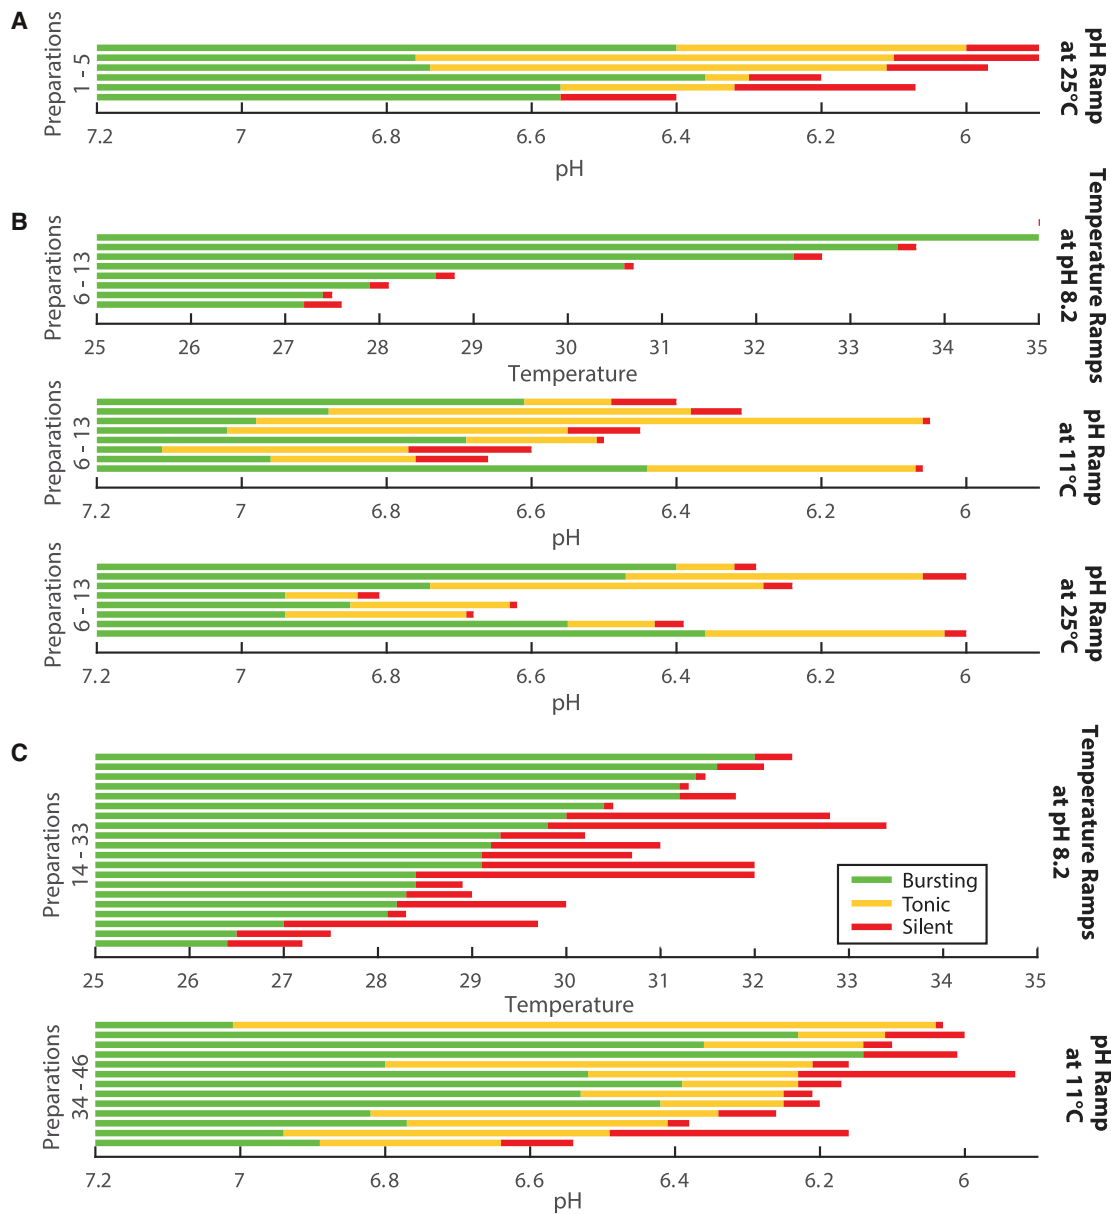 A
Preparations
1 - 5
pH Ramp
at 25°C
7.2 7 6.8 6.6 6.4 6.2 6
pH
B
Preparations
6 - 13
Temperature Ramps
at pH 8.2
25 26 27 28 29 30 31 32 33 34 35
Temperature
Preparations
6 - 13
pH Ramp
at 11°C
7.2 7 6.8 6.6 6.4 6.2 6
pH
Preparations
6 - 13
pH Ramp
at 25°C
7.2 7 6.8 6.6 6.4 6.2 6
pH
C
Preparations
14 - 33
Temperature Ramps
at pH 8.2
Bursting
Tonic
Silent
25 26 27 28 29 30 31 32 33 34 35
Temperature
Preparations
34 - 46
pH Ramp
at 11°C
7.2 7 6.8 6.6 6.4 6.2 6
pH